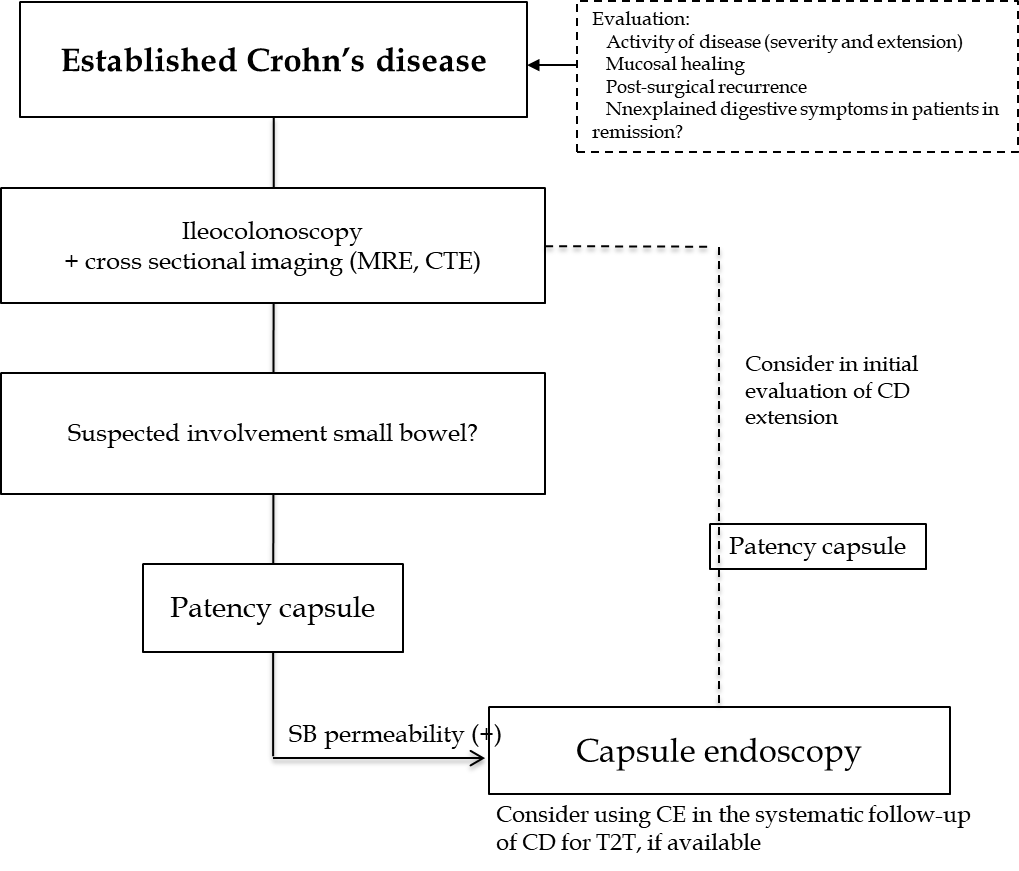 Established Crohn's disease
Evaluation:
Activity of disease (severity and extension)
Mucosal healing
Post-surgical recurrence
Nnexplained digestive symptoms in patients in
remission?
Ileocolonoscopy
+ cross sectional imaging (MRE, CTE)
Consider in initial
evaluation of CD
extension
Suspected involvement small bowel?
Patency capsule
Patency capsule
SB permeability (+)
Capsule endoscopy
Consider using CE in the systematic follow-up
of CD for T2T, if available